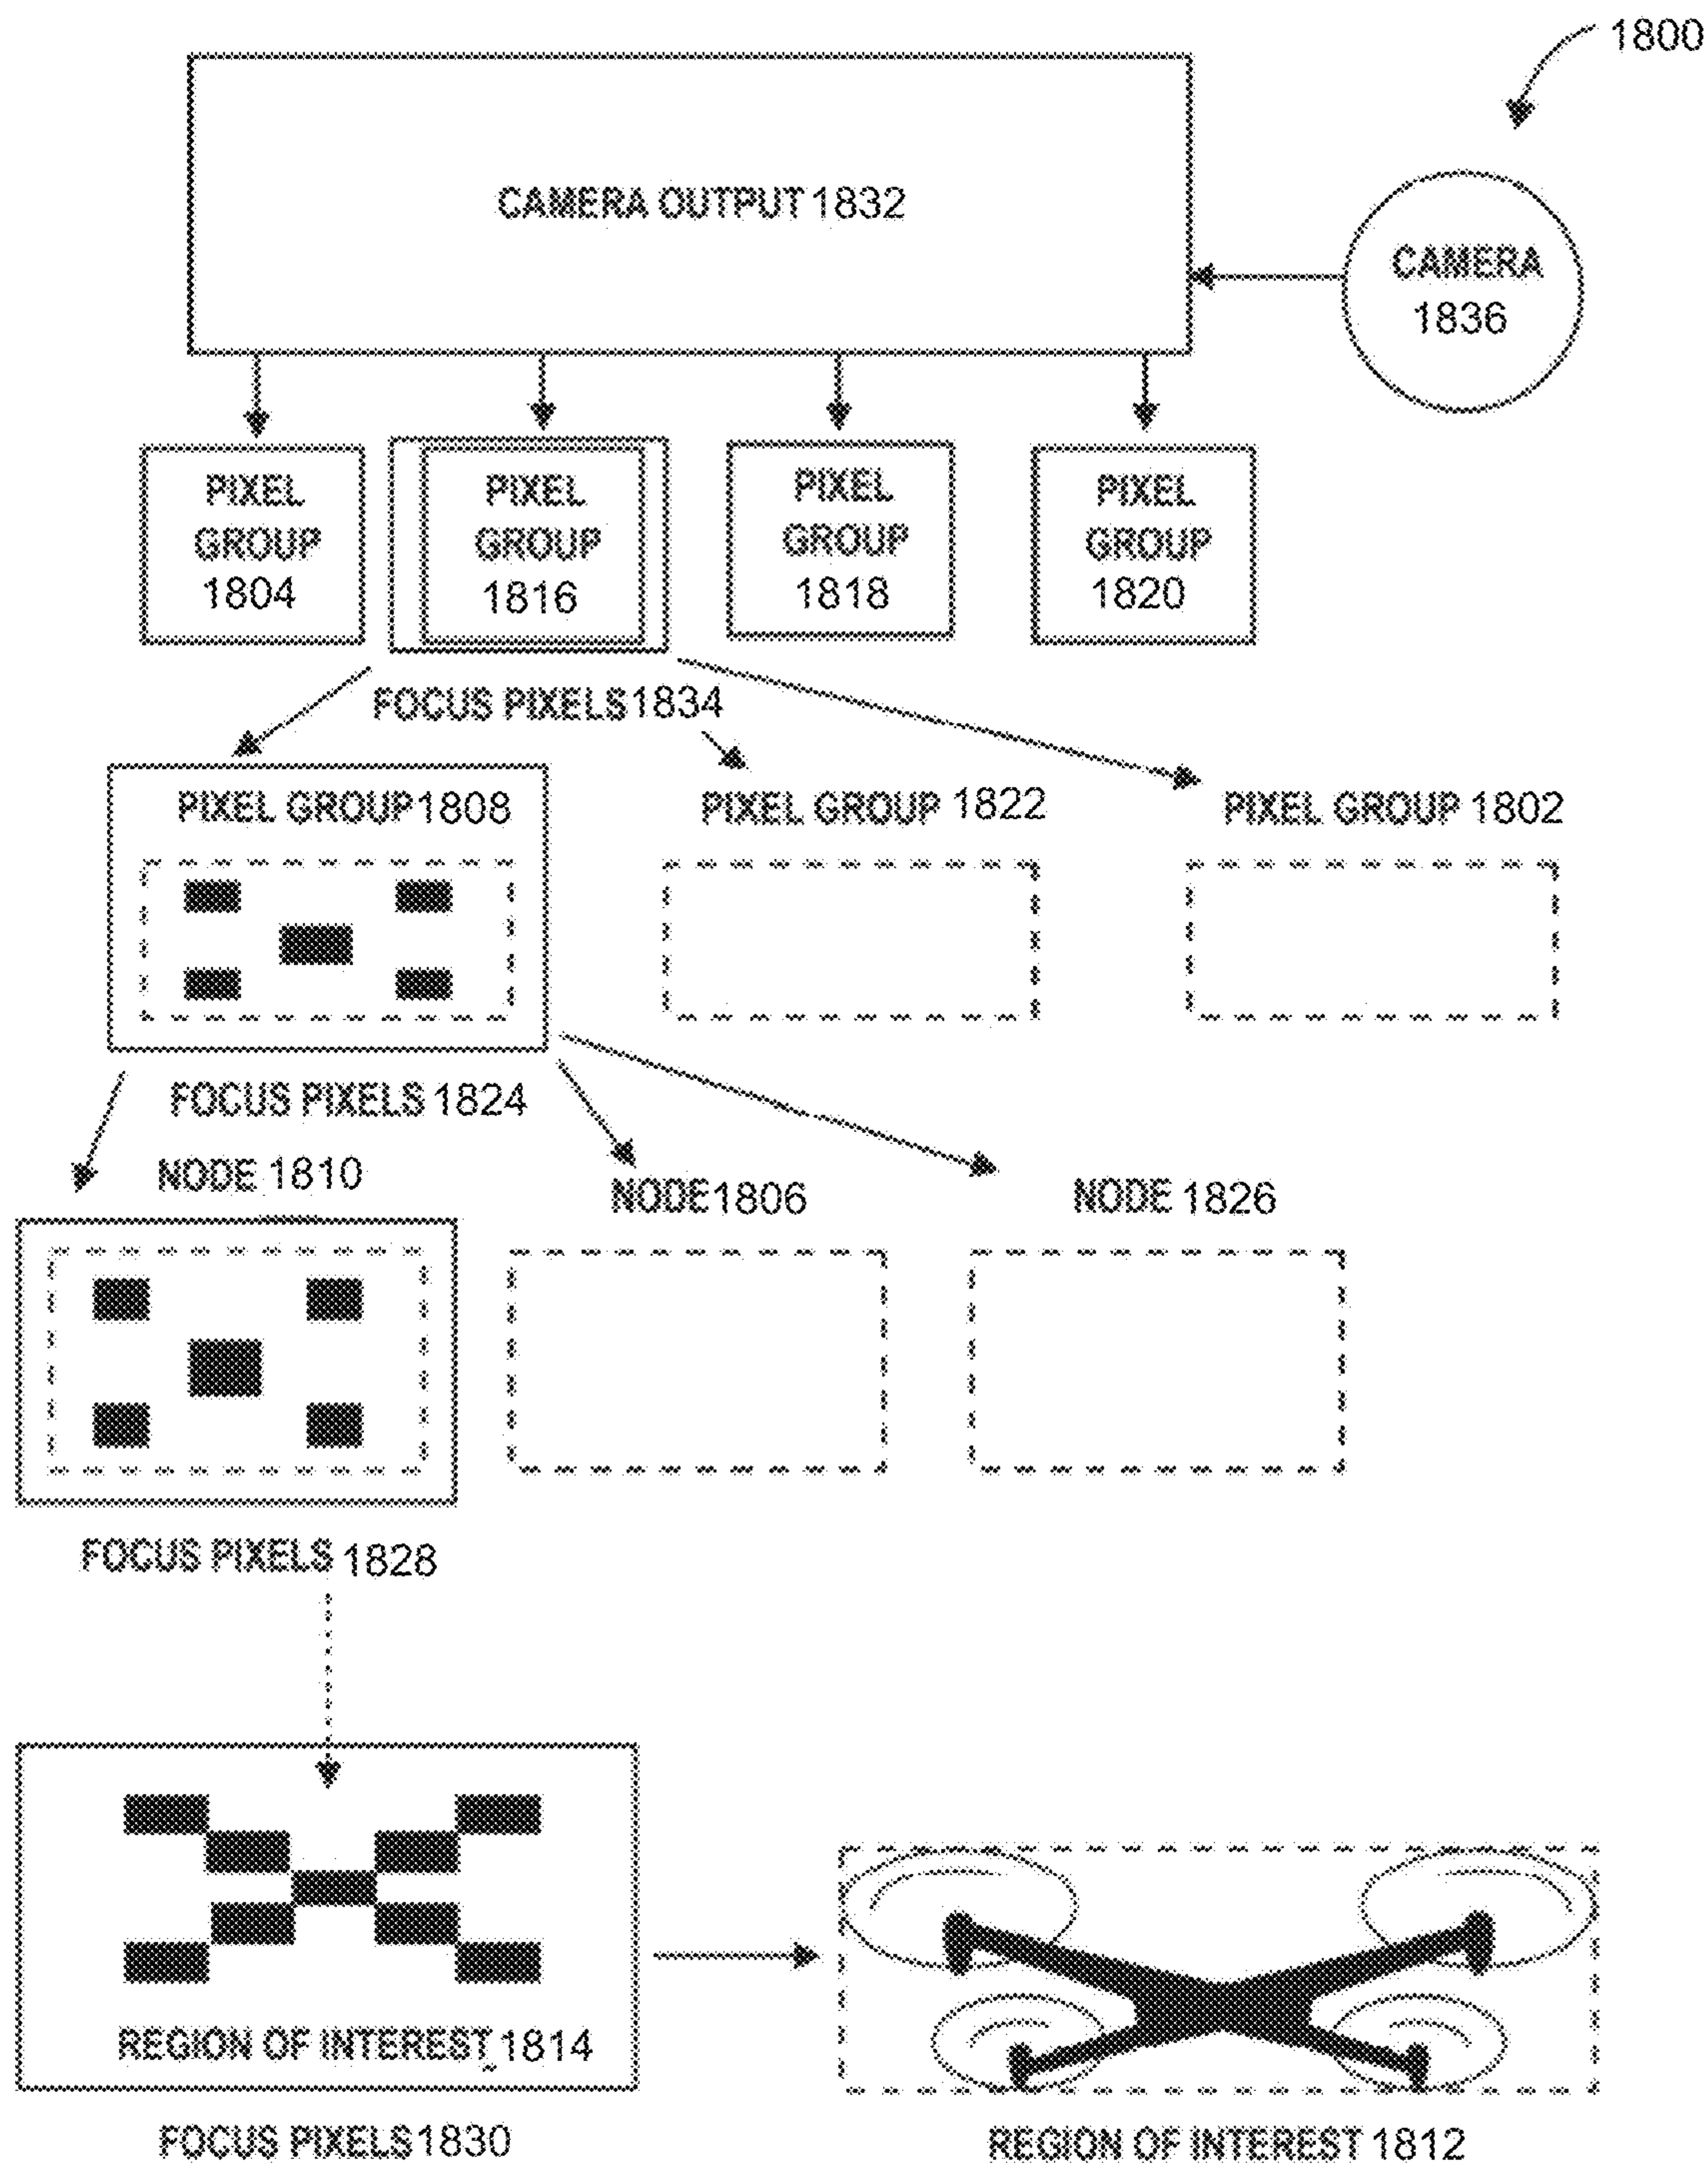 1800
CAMERA OUTPUT 1832
CAMERA
1836
PIXEL
GROUP
1804
PIXEL
GROUP
1816
PIXEL
GROUP
1818
PIXEL
GROUP
1820
FOCUS PIXELS 1834
PIXEL GROUP 1808
PIXEL GROUP 1822
PIXEL GROUP 1802
FOCUS PIXELS 1824
NODE 1810
NODE 1806
NODE 1826
FOCUS PIXELS 1828
REGION OF INTEREST 1814
FOCUS PIXELS 1830
REGION OF INTEREST 1812